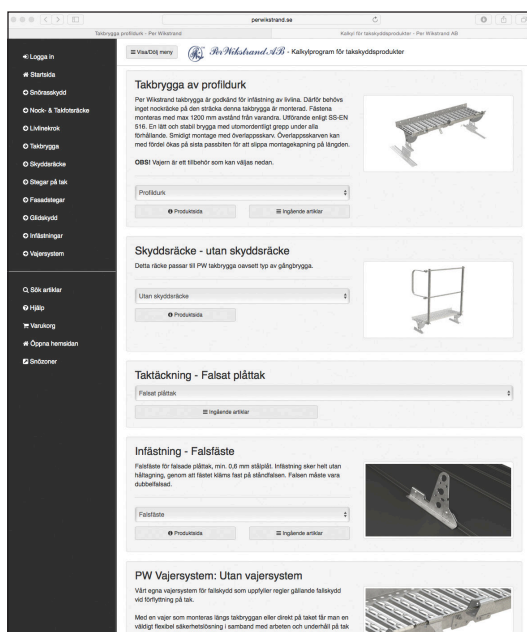 perwikstrand.se
Takbrygga profildurk - Per Wikstrand
Kalkyl för takskyddsprodukter - Per Wikstrand AB
Logga in
Startsida
Snörasskydd
Nock- & Takfotsräcke
Livlinekrok
Takbrygga
Skyddsräcke
Stegar på tak
Fasadstegar
Glidskydd
Infästningar
Vajersystem
Sök artiklar
Hjälp
Varukorg
Öppna hemsidan
Snözoner
Visa/Dölj meny
Per Wikstrand AB - Kalkylprogram för takskyddsprodukter
Takbrygga av profildurk
Per Wikstrand takbrygga är godkänd för infästning av livlina. Därför behövs
inget nockräcke på den sträcka denna takbrygga är monterad. Fästena
monteras med max 1200 mm avstånd från varandra. Utförande enligt SS-EN
516. En lätt och stabil brygga med utomordentligt grepp under alla
förhållande. Smidigt montage med överlappsskarv. Överlappsskarven kan
med fördel ökas på sista passbiten för att slippa montagekapning på längden.
OBS! Vajern är ett tillbehör som kan väljas nedan.
Profildurk
Produktsida
Ingående artiklar
Skyddsräcke - utan skyddsräcke
Detta räcke passar till PW takbrygga oavsett typ av gångbrygga.
Utan skyddsräcke
Produktsida
Taktäckning - Falsat plåttak
Falsat plåttak
Ingående artiklar
Infästning - Falsfäste
Falsfäste för falsade plåttak, min. 0,6 mm stålplåt. Infästning sker helt utan
håltagning, genom att fästet kläms fast på ståndfalsen. Falsen måste vara
dubbelfalsad.
Falsfäste
Produktsida
Ingående artiklar
PW Vajersystem: Utan vajersystem
Vårt egna vajersystem för fallskydd som uppfyller regler gällande fallskydd
vid förflyttning på tak.
Med en vajer som monteras längs takbryggan eller direkt på taket får man en
väldigt flexibel säkerhetslösning i samband med arbeten och underhåll på tak